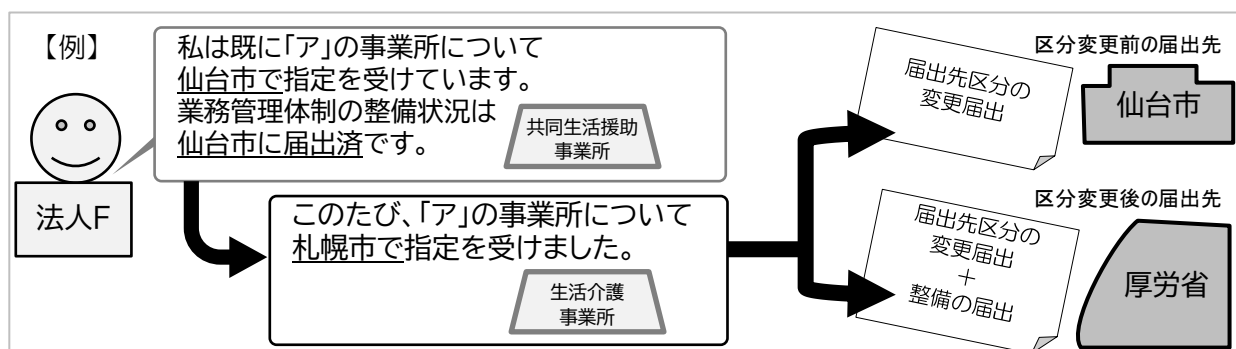 【例】
私は既に「ア」の事業所について
仙台市で指定を受けています。
業務管理体制の整備状況は
仙台市に届出済です。
共同生活援助
事業所
法人F
このたび、「ア」の事業所について
札幌市で指定を受けました。
生活介護
事業所
届出先区分の
変更届出
区分変更前の届出先
仙台市
届出先区分の
変更届出
＋
整備の届出
区分変更後の届出先
厚労省